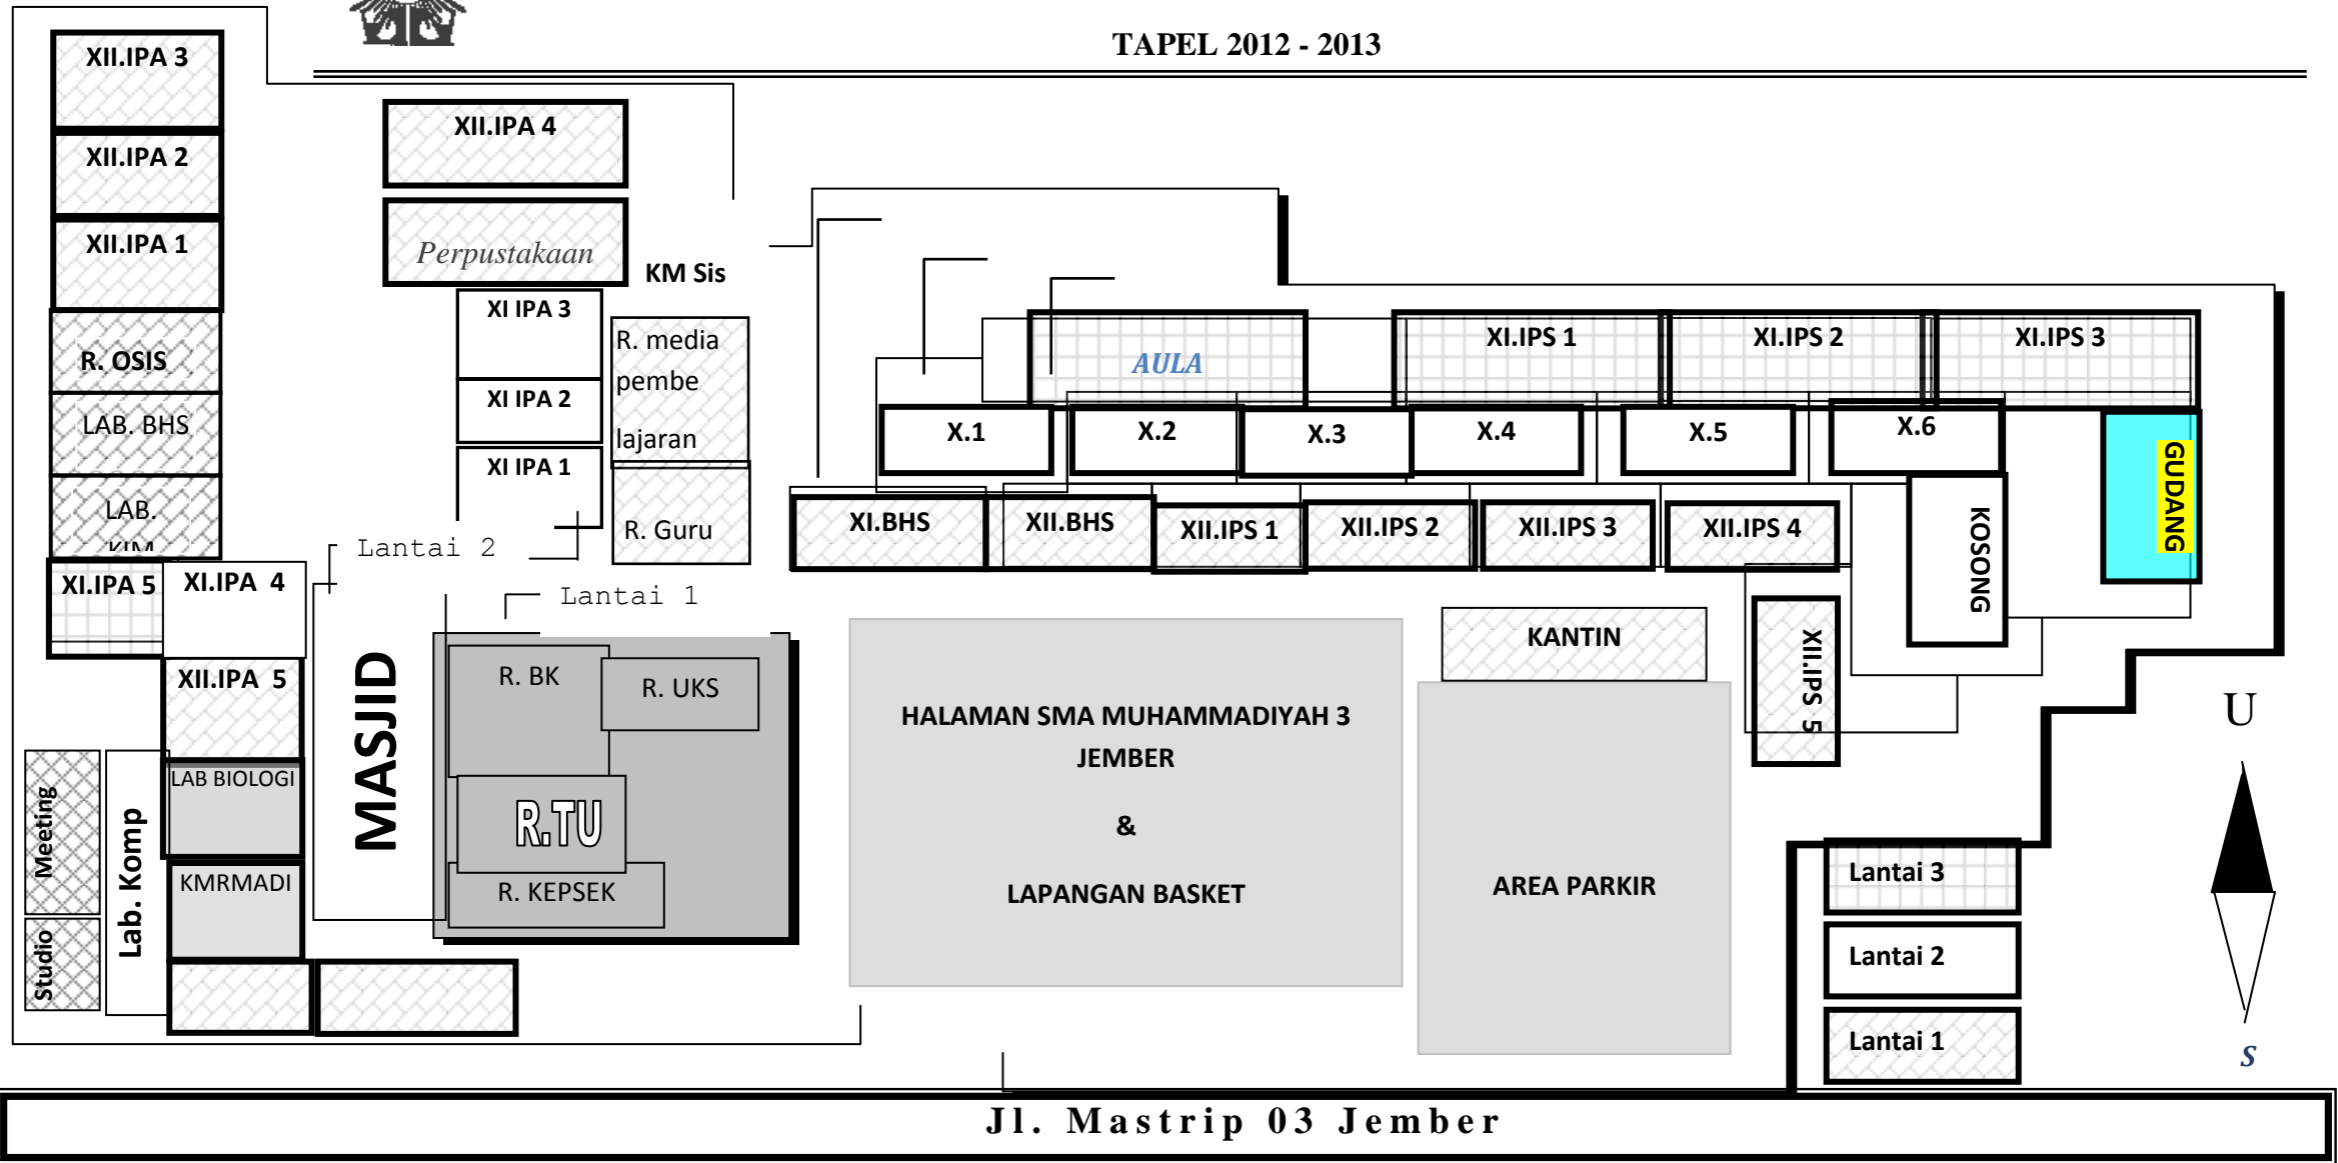 TAPEL 2012 - 2013
XII.IPA 3
XII.IPA 2
XII.IPA 1
R. OSIS
LAB. BHS
LAB.
KIM
XI.IPA 5
XI.IPA 4
XII.IPA 5
LAB BIOLOGI
KMRMADI
Meeting
Studio
Lab. Komp
XII.IPA 4
Perpustakaan
KM Sis
XI IPA 3
XI IPA 2
XI IPA 1
R. media
pembe
lajaran
R. Guru
Lantai 2
Lantai 1
MASJID
R. BK
R. UKS
R.TU
R. KEPSEK
AULA
XI.IPS 1
XI.IPS 2
XI.IPS 3
X.1
X.2
X.3
X.4
X.5
X.6
GUDANG
XI.BHS
XII.BHS
XII.IPS 1
XII.IPS 2
XII.IPS 3
XII.IPS 4
KOSONG
XII.IPS 5
KANTIN
HALAMAN SMA MUHAMMADIYAH 3
JEMBER
&
LAPANGAN BASKET
AREA PARKIR
U
S
Lantai 3
Lantai 2
Lantai 1
Jl. Mastrip 03 Jember